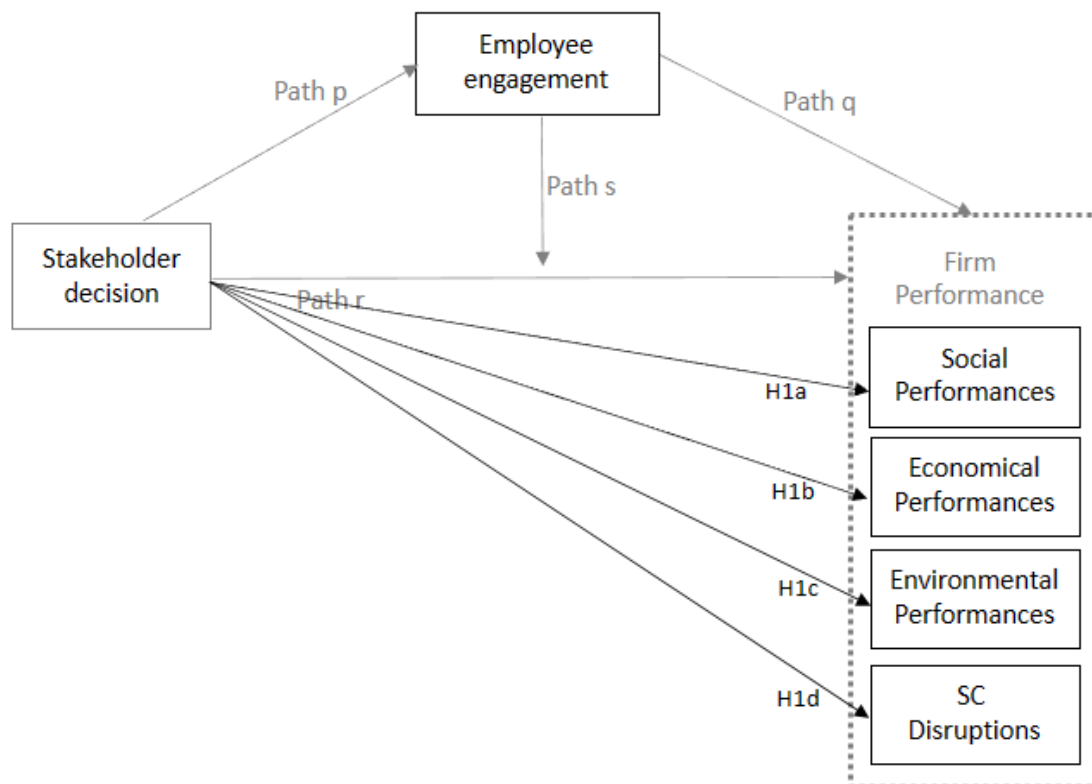 Employee
engagement
Path p
Path q
Path s
Stakeholder
decision
Firm
Performance
Path r
Social
Performances
H1a
Economical
Performances
H1b
Environmental
Performances
H1c
SC
Disruptions
H1d